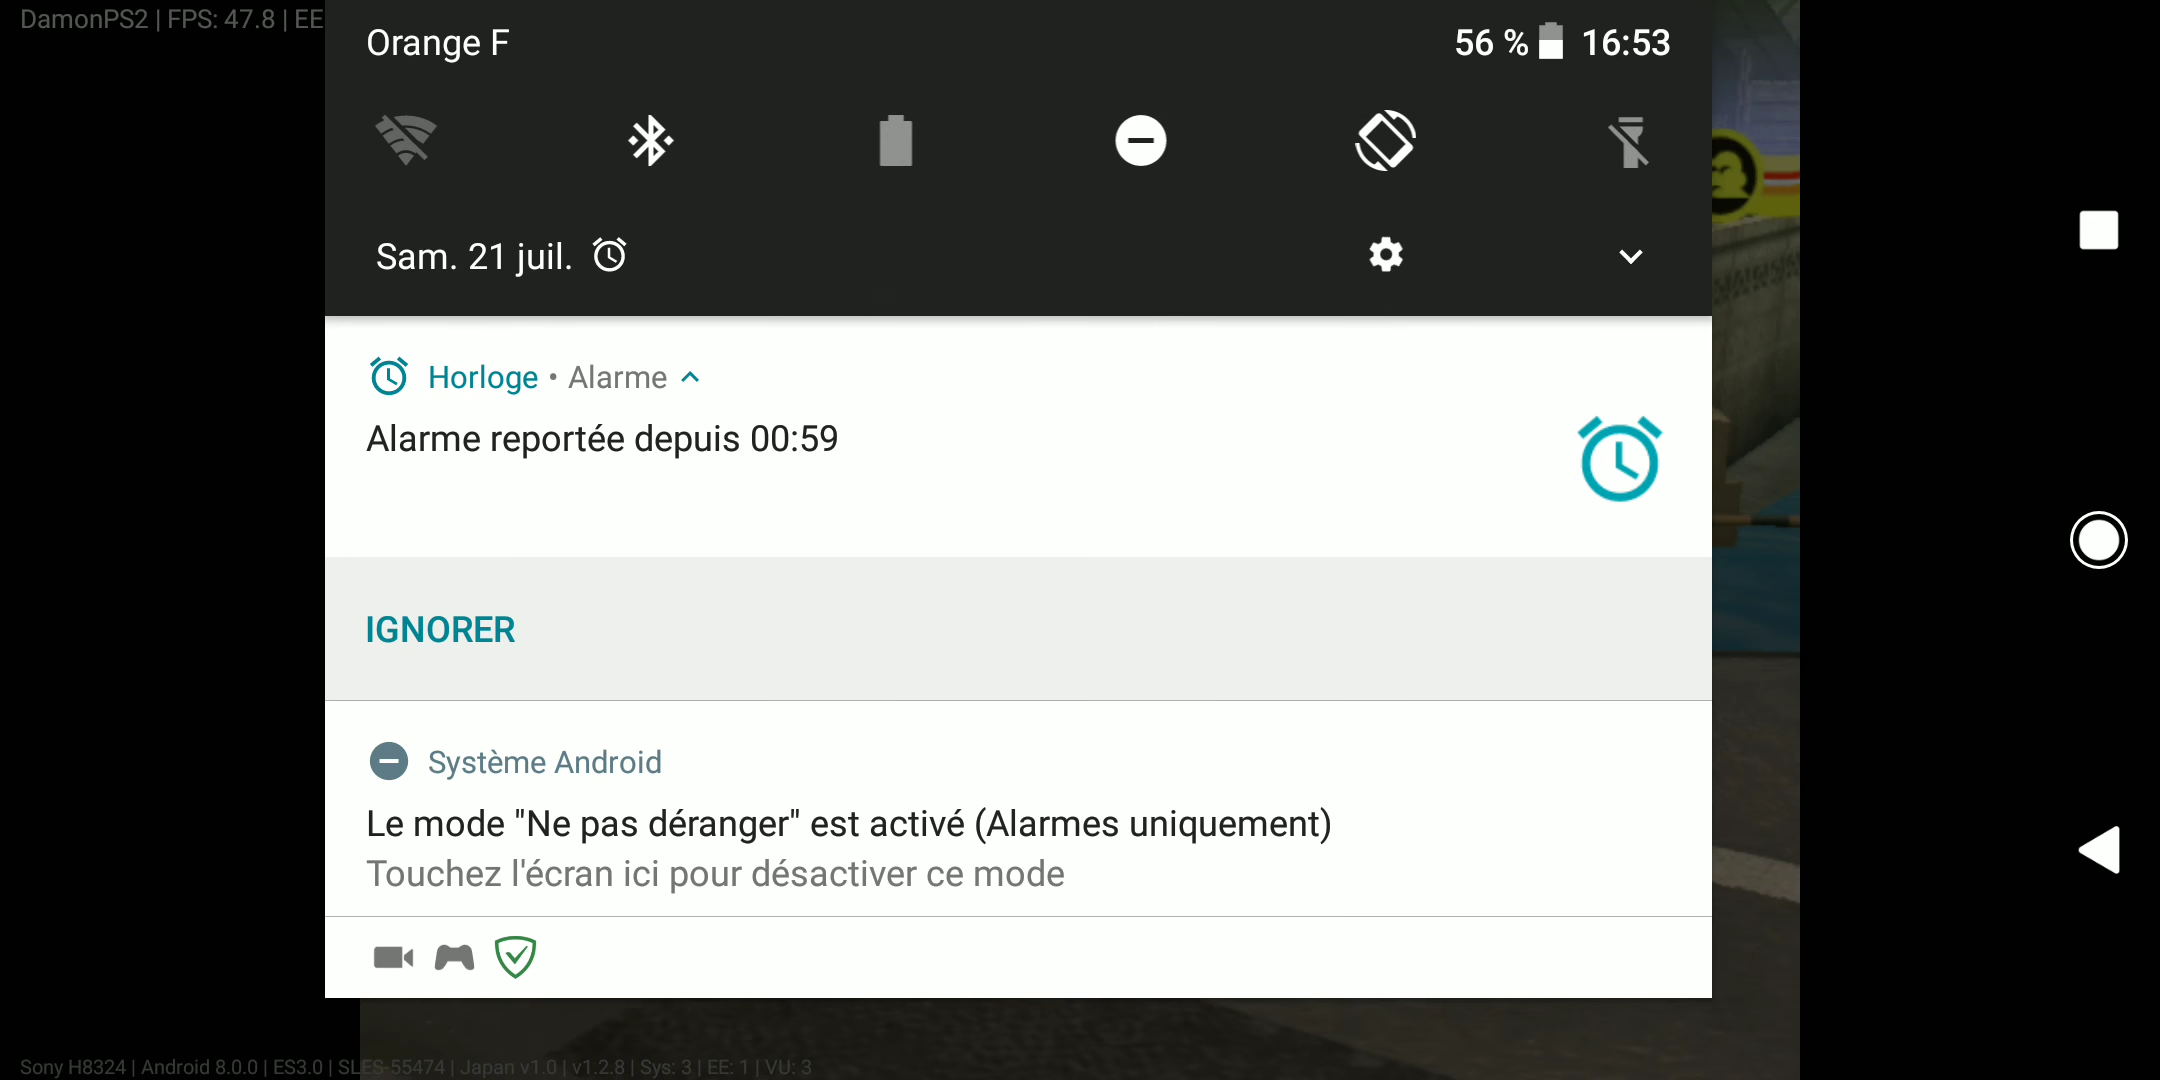 DamonPS2 | FPS: 47.8 | EE
Orange F
56 % 16:53
Sam. 21 juil.
Horloge • Alarme
Alarme reportée depuis 00:59
IGNORER
Système Android
Le mode "Ne pas déranger" est activé (Alarmes uniquement)
Touchez l'écran ici pour désactiver ce mode
Sony H8324 | Android 8.0.0 | ES3.0 | SLES-55474 | Japan v1.0 | v1.2.8 | Sys: 3 | EE: 1 | VU: 3